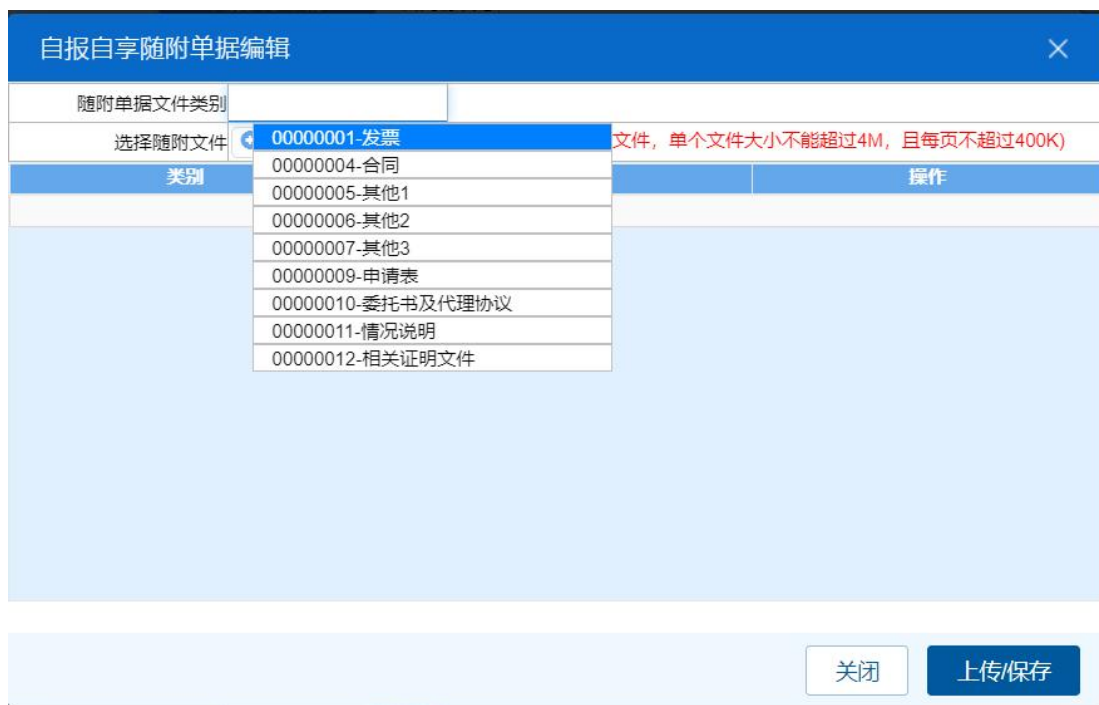 自报自享随附单据编辑
随附单据文件类别
选择随附文件
文件，单个文件大小不能超过4M，且每页不超过400K)
00000001-发票
00000004-合同
00000005-其他1
00000006-其他2
00000007-其他3
00000009-申请表
00000010-委托书及代理协议
00000011-情况说明
00000012-相关证明文件
类别
操作
关闭
上传/保存